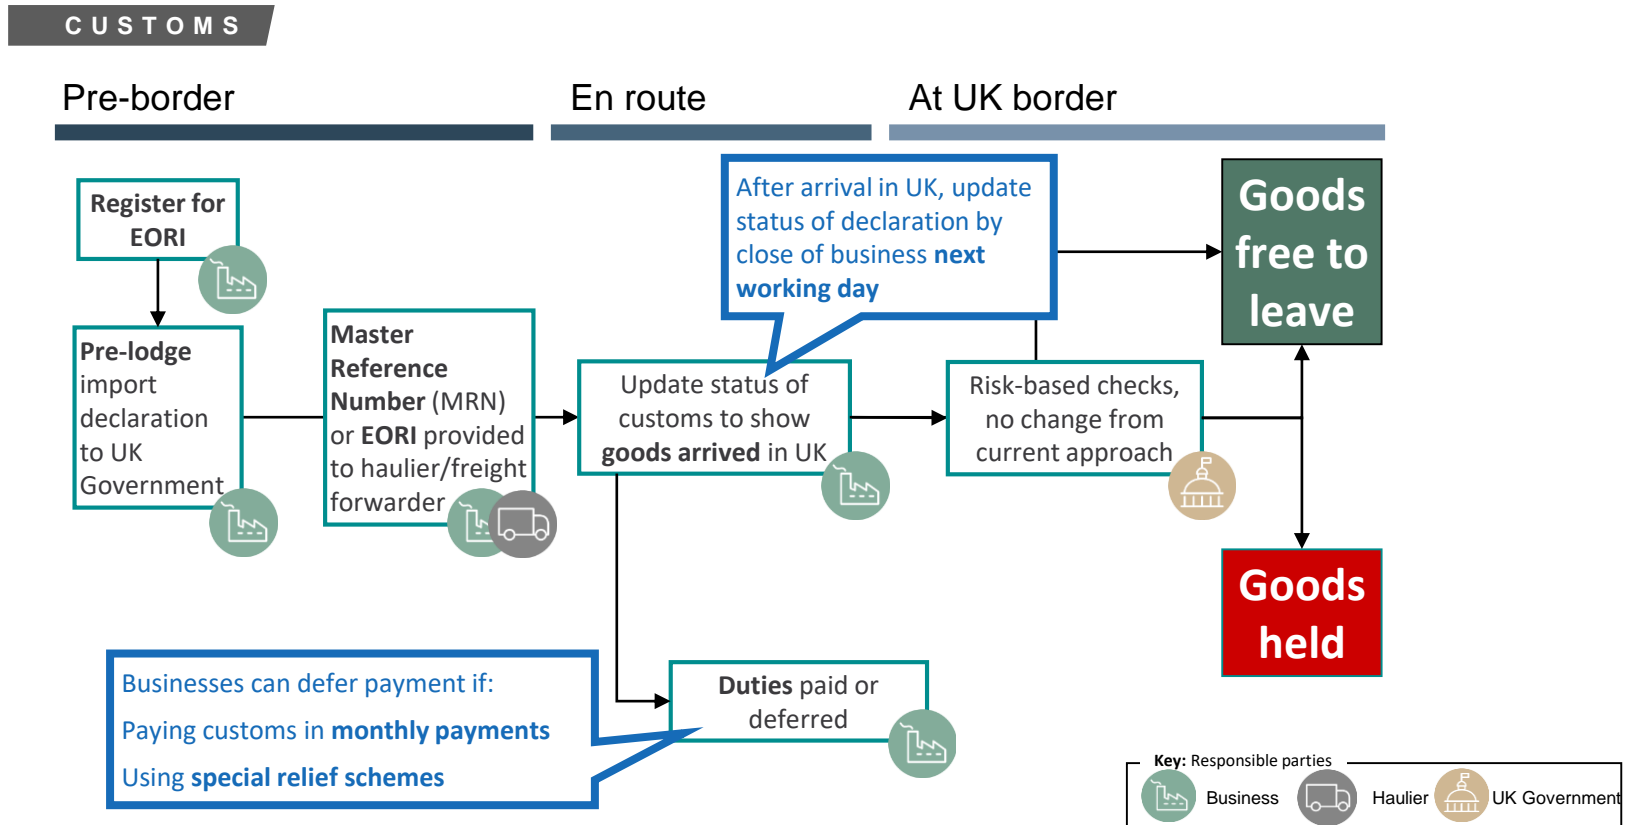 CUSTOMS
Pre-border
En route
At UK border
Register for
EORI
Pre-lodge
import
declaration
to UK
Government
Master
Reference
Number (MRN)
or EORI provided
to haulier/freight
forwarder
After arrival in UK, update
status of declaration by
close of business next
working day
Update status of
customs to show
goods arrived in UK
Risk-based checks,
no change from
current approach
Goods
free to
leave
Goods
held
Businesses can defer payment if:
Paying customs in monthly payments
Using special relief schemes
Duties paid or
deferred
Key: Responsible parties
Business
Haulier
UK Government